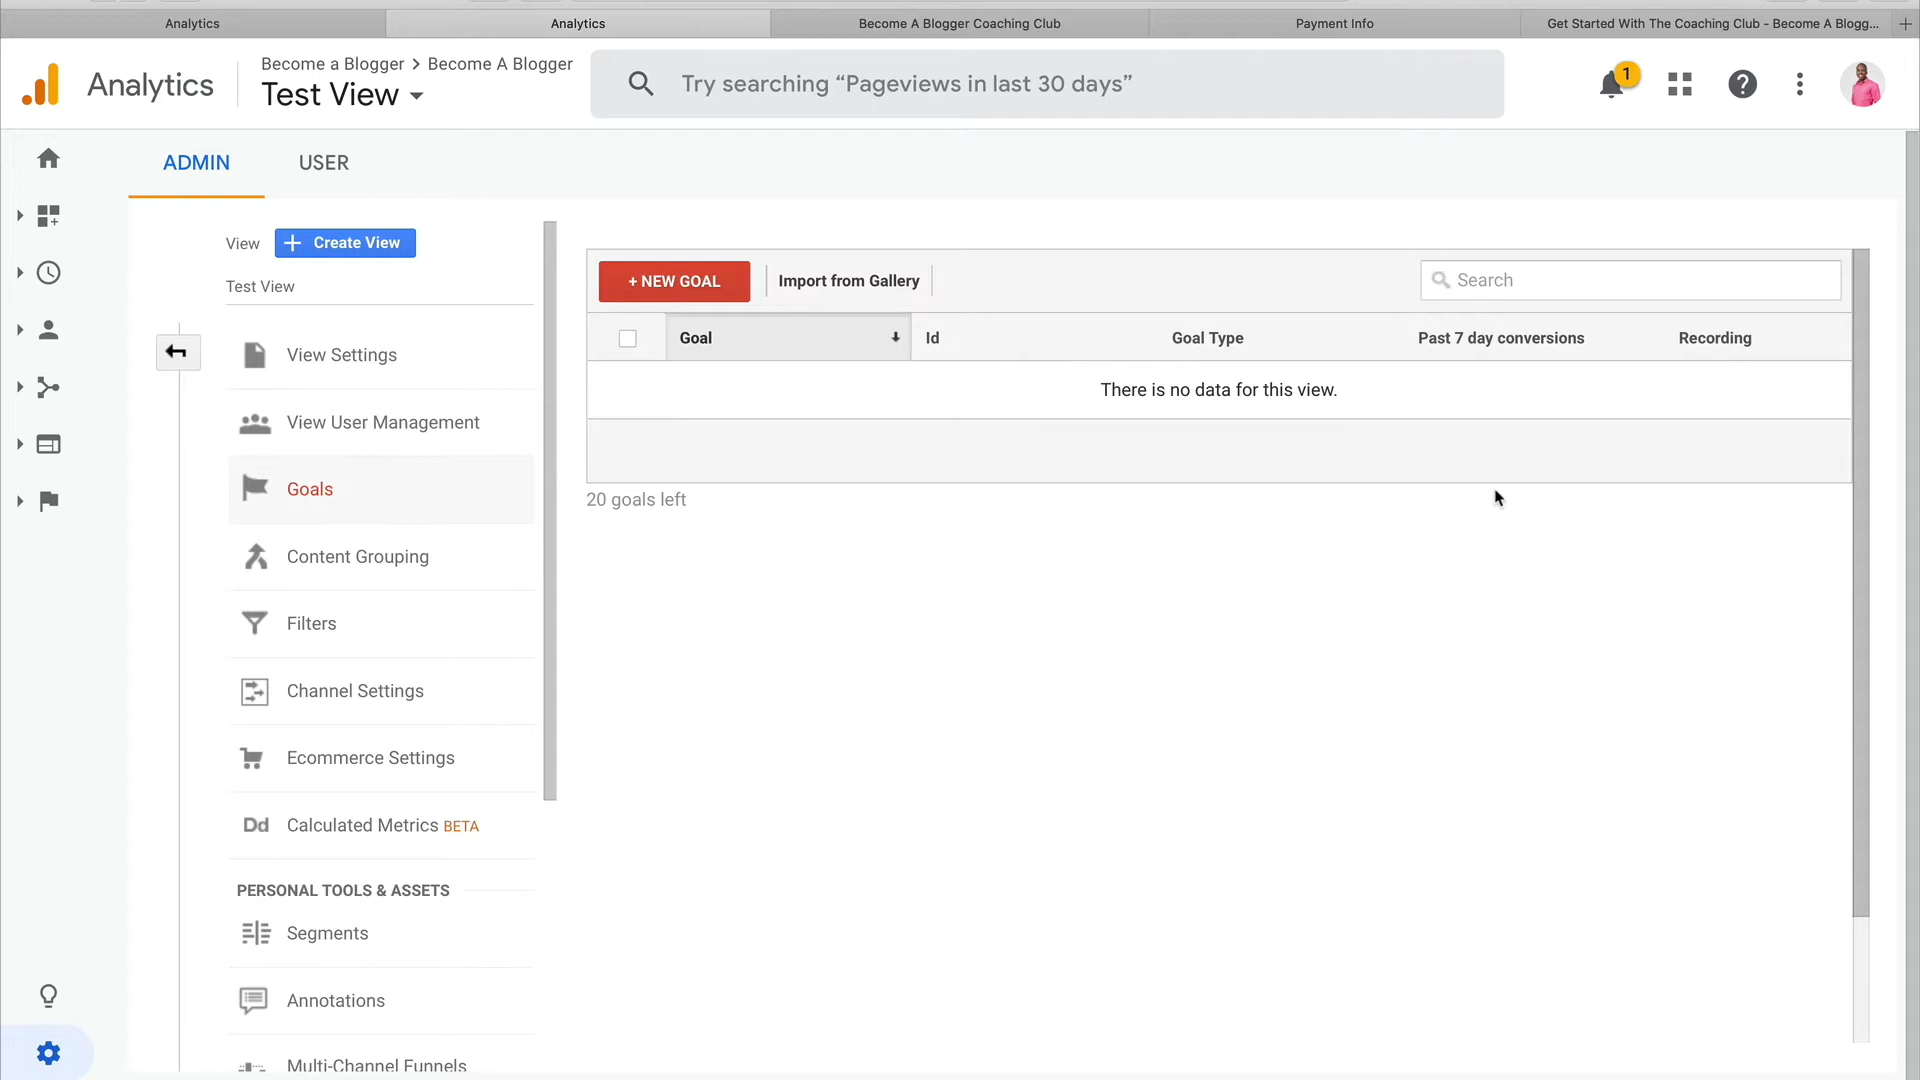 Analytics
Analytics
Become A Blogger Coaching Club
Payment Info
Get Started With The Coaching Club - Become A Blogg...
Analytics
Become a Blogger > Become A Blogger
Test View
Try searching “Pageviews in last 30 days”
1
ADMIN
USER
View
+ Create View
Test View
View Settings
View User Management
Goals
Content Grouping
Filters
Channel Settings
Ecommerce Settings
Dd Calculated Metrics BETA
PERSONAL TOOLS & ASSETS
Segments
Annotations
Multi-Channel Funnels
+ NEW GOAL
Import from Gallery
Search
Goal
Id
Goal Type
Past 7 day conversions
Recording
There is no data for this view.
20 goals left